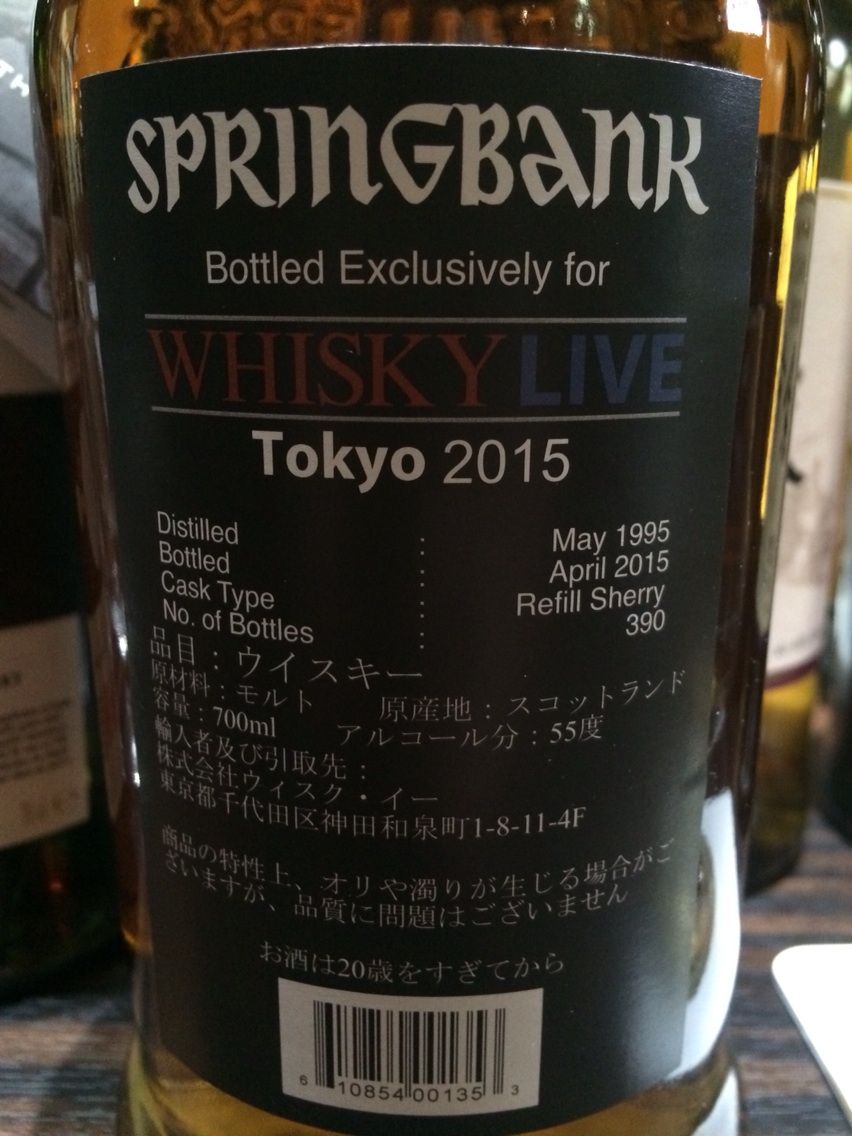 SPRINGBANK
Bottled Exclusively for
WHISKY LIVE
Tokyo 2015
Distilled : May 1995
Bottled : April 2015
Cask Type : Refill Sherry
No. of Bottles : 390
品目：ウイスキー
原材料：モルト 原産地：スコットランド
容量：700ml アルコール分：55度
輸入者及び引取先：
株式会社ウィスク・イー
東京都千代田区神田和泉町1-8-11-4F
商品の特性上、オリや濁りが生じる場合がご
ざいますが、品質に問題はございません
お酒は20歳をすぎてから
6 10854 00135 3